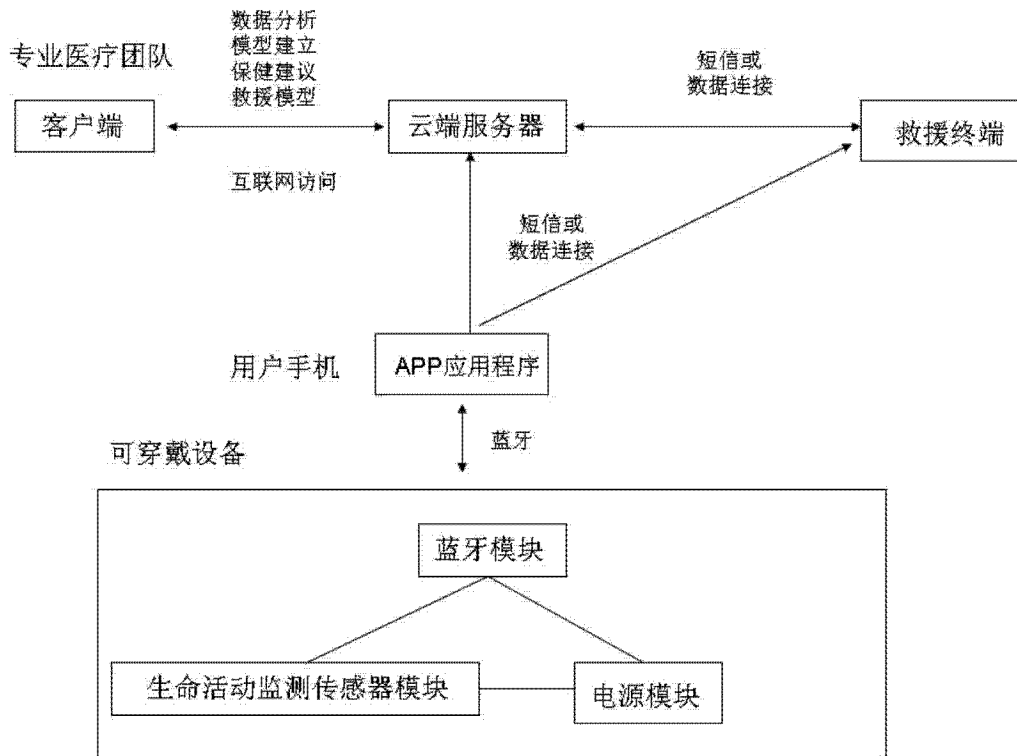 数据分析
模型建立
保健建议
救援模型
专业医疗团队
短信或
数据连接
客户端
云端服务器
救援终端
互联网访问
短信或
数据连接
用户手机
APP应用程序
蓝牙
可穿戴设备
蓝牙模块
生命活动监测传感器模块
电源模块